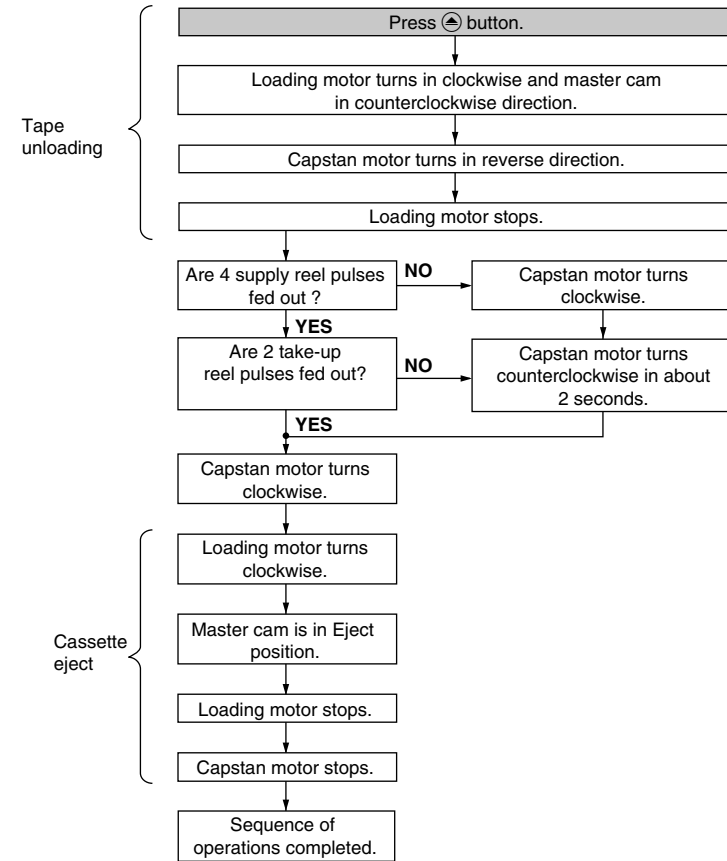 Press ⏏ button.
Loading motor turns in clockwise and master cam
in counterclockwise direction.
Tape
unloading
Capstan motor turns in reverse direction.
Loading motor stops.
Are 4 supply reel pulses
fed out ?
NO
Capstan motor turns
clockwise.
YES
Are 2 take-up
reel pulses fed out?
NO
Capstan motor turns
counterclockwise in about
2 seconds.
YES
Capstan motor turns
clockwise.
Loading motor turns
clockwise.
Cassette
eject
Master cam is in Eject
position.
Loading motor stops.
Capstan motor stops.
Sequence of
operations completed.